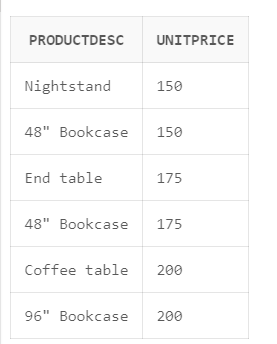 PRODUCTDESC UNITPRICE
Nightstand 150
48" Bookcase 150
End table 175
48" Bookcase 175
Coffee table 200
96" Bookcase 200